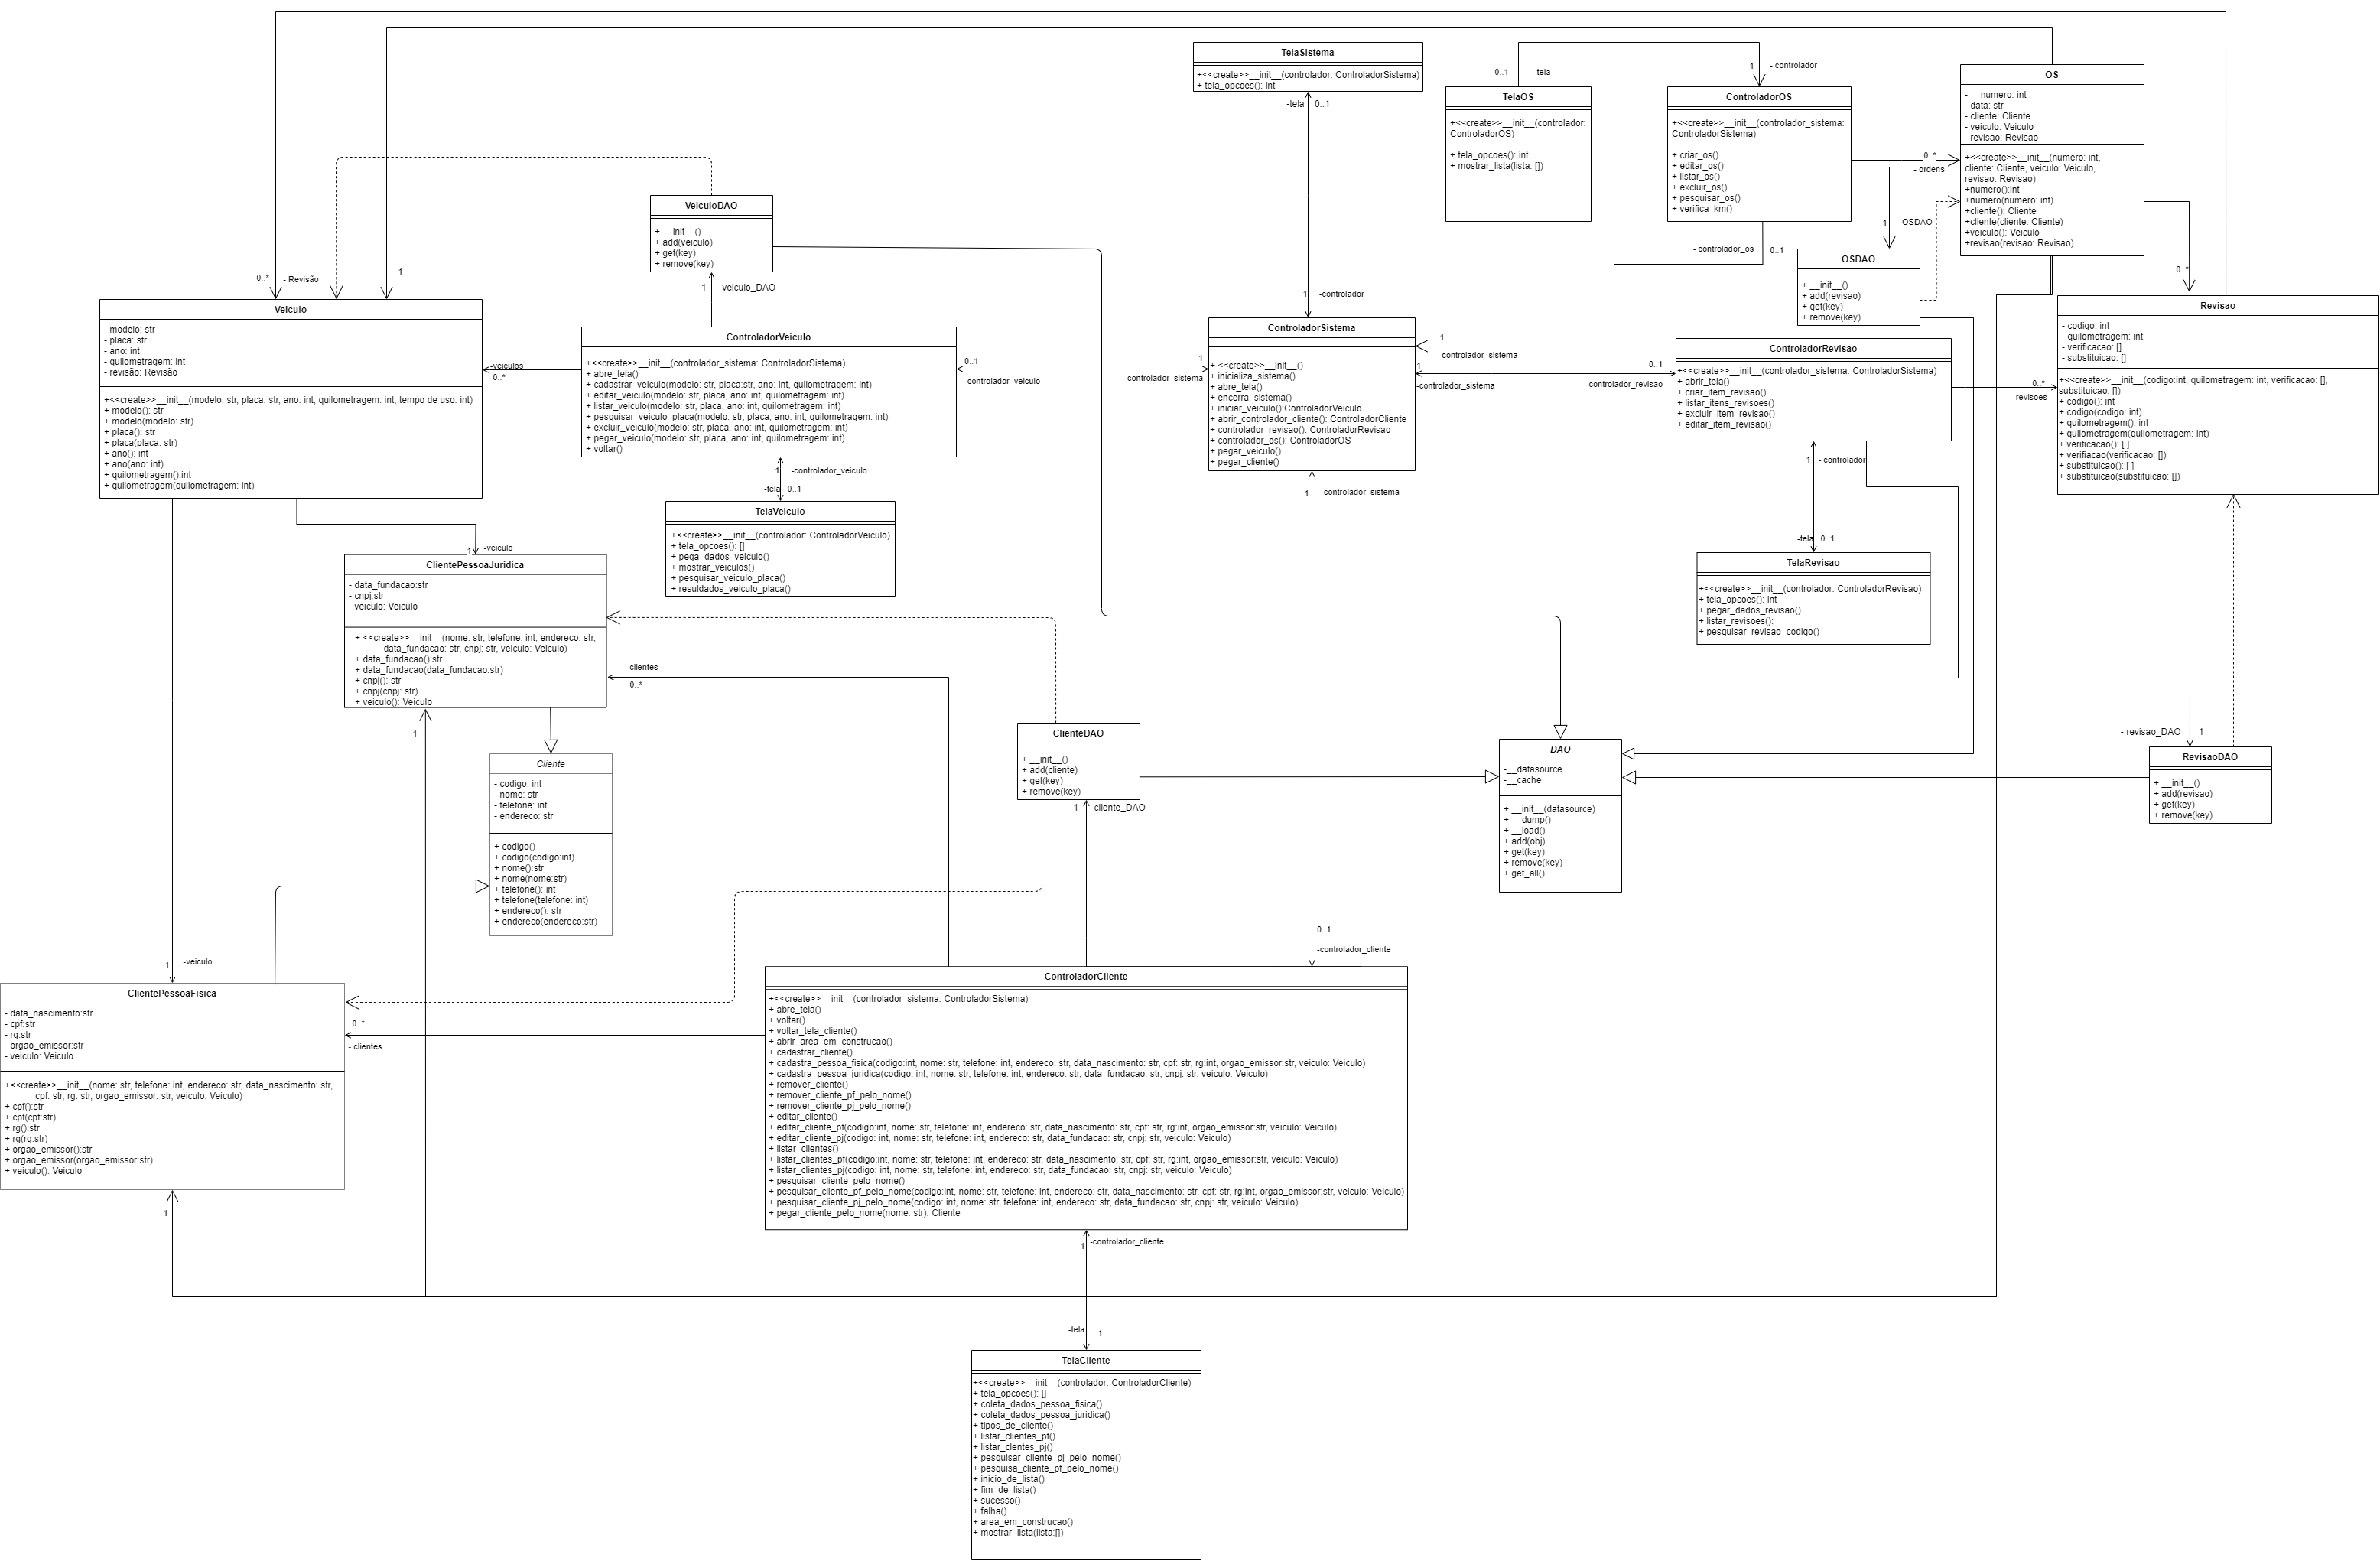 TelaSistema
+<<create>>__init__(controlador: ControladorSistema)
+ tela_opcoes(): int
-tela
0..1
0..1
- tela
1
- controlador
TelaOS
+<<create>>__init__(controlador:
ControladorOS)
+ tela_opcoes(): int
+ mostrar_lista(lista: [])
ControladorOS
+<<create>>__init__(controlador_sistema:
ControladorSistema)
+ criar_os()
+ editar_os()
+ listar_os()
+ excluir_os()
+ pesquisar_os()
+ verifica_km()
0..*
- ordens
1
- OSDAO
- controlador_os
0..1
OS
- __numero: int
- data: str
- cliente: Cliente
- veiculo: Veiculo
- revisao: Revisao
+<<create>>__init__(numero: int,
cliente: Cliente, veiculo: Veiculo,
revisao: Revisao)
+numero():int
+numero(numero: int)
+cliente(): Cliente
+cliente(cliente: Cliente)
+veiculo(): Veiculo
+revisao(revisao: Revisao)
0..*
OSDAO
+ __init__()
+ add(revisao)
+ get(key)
+ remove(key)
VeiculoDAO
+ __init__()
+ add(veiculo)
+ get(key)
+ remove(key)
1
- veiculo_DAO
0..*
- Revisão
1
Veiculo
- modelo: str
- placa: str
- ano: int
- quilometragem: int
- revisão: Revisão
+<<create>>__init__(modelo: str, placa: str, ano: int, quilometragem: int, tempo de uso: int)
+ modelo(): str
+ modelo(modelo: str)
+ placa(): str
+ placa(placa: str)
+ ano(): int
+ ano(ano: int)
+ quilometragem():int
+ quilometragem(quilometragem: int)
-veiculos
0..*
ControladorVeiculo
+<<create>>__init__(controlador_sistema: ControladorSistema)
+ abre_tela()
+ cadastrar_veiculo(modelo: str, placa:str, ano: int, quilometragem: int)
+ editar_veiculo(modelo: str, placa, ano: int, quilometragem: int)
+ listar_veiculo(modelo: str, placa, ano: int, quilometragem: int)
+ pesquisar_veiculo_placa(modelo: str, placa, ano: int, quilometragem: int)
+ excluir_veiculo(modelo: str, placa, ano: int, quilometragem: int)
+ pegar_veiculo(modelo: str, placa, ano: int, quilometragem: int)
+ voltar()
0..1
-controlador_veiculo
1
-controlador_sistema
1
-controlador
ControladorSistema
+ <<create>>__init__()
+ inicializa_sistema()
+ abre_tela()
+ encerra_sistema()
+ iniciar_veiculo():ControladorVeiculo
+ abrir_controlador_cliente(): ControladorCliente
+ controlador_revisao(): ControladorRevisao
+ controlador_os(): ControladorOS
+ pegar_veiculo()
+ pegar_cliente()
1
- controlador_sistema
1
-controlador_sistema
0..1
-controlador_revisao
ControladorRevisao
+<<create>>__init__(controlador_sistema: ControladorSistema)
+ abrir_tela()
+ criar_item_revisao()
+ listar_itens_revisoes()
+ excluir_item_revisao()
+ editar_item_revisao()
0..*
-revisoes
Revisao
- codigo: int
- quilometragem: int
- verificacao: []
- substituicao: []
+<<create>>__init__(codigo:int, quilometragem: int, verificacao: [],
substituicao: [])
+ codigo(): int
+ codigo(codigo: int)
+ quilometragem(): int
+ quilometragem(quilometragem: int)
+ verificacao(): [ ]
+ verifiacao(verificacao: [])
+ substituicao(): [ ]
+ substituicao(substituicao: [])
1
-controlador_veiculo
-tela
0..1
TelaVeiculo
+<<create>>__init__(controlador: ControladorVeiculo)
+ tela_opcoes(): []
+ pega_dados_veiculo()
+ mostrar_veiculos()
+ pesquisar_veiculo_placa()
+ resuldados_veiculo_placa()
1
-controlador_sistema
1
- controlador
-tela
0..1
TelaRevisao
+<<create>>__init__(controlador: ControladorRevisao)
+ tela_opcoes(): int
+ pegar_dados_revisao()
+ listar_revisoes():
+ pesquisar_revisao_codigo()
1
-veiculo
ClientePessoaJuridica
- data_fundacao:str
- cnpj:str
- veiculo: Veiculo
+ <<create>>__init__(nome: str, telefone: int, endereco: str,
data_fundacao: str, cnpj: str, veiculo: Veiculo)
+ data_fundacao():str
+ data_fundacao(data_fundacao:str)
+ cnpj(): str
+ cnpj(cnpj: str)
+ veiculo(): Veiculo
- clientes
0..*
1
Cliente
- codigo: int
- nome: str
- telefone: int
- endereco: str
+ codigo()
+ codigo(codigo:int)
+ nome():str
+ nome(nome:str)
+ telefone(): int
+ telefone(telefone: int)
+ endereco(): str
+ endereco(endereco:str)
ClienteDAO
+ __init__()
+ add(cliente)
+ get(key)
+ remove(key)
1
- cliente_DAO
DAO
-__datasource
-__cache
+ __init__(datasource)
+ __dump()
+ __load()
+ add(obj)
+ get(key)
+ remove(key)
+ get_all()
- revisao_DAO
1
RevisaoDAO
+ __init__()
+ add(revisao)
+ get(key)
+ remove(key)
0..1
-controlador_cliente
1
-veiculo
ClientePessoaFisica
- data_nascimento:str
- cpf:str
- rg:str
- orgao_emissor:str
- veiculo: Veiculo
+<<create>>__init__(nome: str, telefone: int, endereco: str, data_nascimento: str,
cpf: str, rg: str, orgao_emissor: str, veiculo: Veiculo)
+ cpf():str
+ cpf(cpf:str)
+ rg():str
+ rg(rg:str)
+ orgao_emissor():str
+ orgao_emissor(orgao_emissor:str)
+ veiculo(): Veiculo
0..*
- clientes
1
ControladorCliente
+<<create>>__init__(controlador_sistema: ControladorSistema)
+ abre_tela()
+ voltar()
+ voltar_tela_cliente()
+ abrir_area_em_construcao()
+ cadastrar_cliente()
+ cadastra_pessoa_fisica(codigo:int, nome: str, telefone: int, endereco: str, data_nascimento: str, cpf: str, rg:int, orgao_emissor:str, veiculo: Veiculo)
+ cadastra_pessoa_juridica(codigo: int, nome: str, telefone: int, endereco: str, data_fundacao: str, cnpj: str, veiculo: Veiculo)
+ remover_cliente()
+ remover_cliente_pf_pelo_nome()
+ remover_cliente_pj_pelo_nome()
+ editar_cliente()
+ editar_cliente_pf(codigo:int, nome: str, telefone: int, endereco: str, data_nascimento: str, cpf: str, rg:int, orgao_emissor:str, veiculo: Veiculo)
+ editar_cliente_pj(codigo: int, nome: str, telefone: int, endereco: str, data_fundacao: str, cnpj: str, veiculo: Veiculo)
+ listar_clientes()
+ listar_clientes_pf(codigo:int, nome: str, telefone: int, endereco: str, data_nascimento: str, cpf: str, rg:int, orgao_emissor:str, veiculo: Veiculo)
+ listar_clientes_pj(codigo: int, nome: str, telefone: int, endereco: str, data_fundacao: str, cnpj: str, veiculo: Veiculo)
+ pesquisar_cliente_pelo_nome()
+ pesquisar_cliente_pf_pelo_nome(codigo:int, nome: str, telefone: int, endereco: str, data_nascimento: str, cpf: str, rg:int, orgao_emissor:str, veiculo: Veiculo)
+ pesquisar_cliente_pj_pelo_nome(codigo: int, nome: str, telefone: int, endereco: str, data_fundacao: str, cnpj: str, veiculo: Veiculo)
+ pegar_cliente_pelo_nome(nome: str): Cliente
1
-controlador_cliente
-tela
1
TelaCliente
+<<create>>__init__(controlador: ControladorCliente)
+ tela_opcoes(): []
+ coleta_dados_pessoa_fisica()
+ coleta_dados_pessoa_juridica()
+ tipos_de_cliente()
+ listar_clientes_pf()
+ listar_clentes_pj()
+ pesquisar_cliente_pj_pelo_nome()
+ pesquisa_cliente_pf_pelo_nome()
+ inicio_de_lista()
+ fim_de_lista()
+ sucesso()
+ falha()
+ area_em_construcao()
+ mostrar_lista(lista:[])